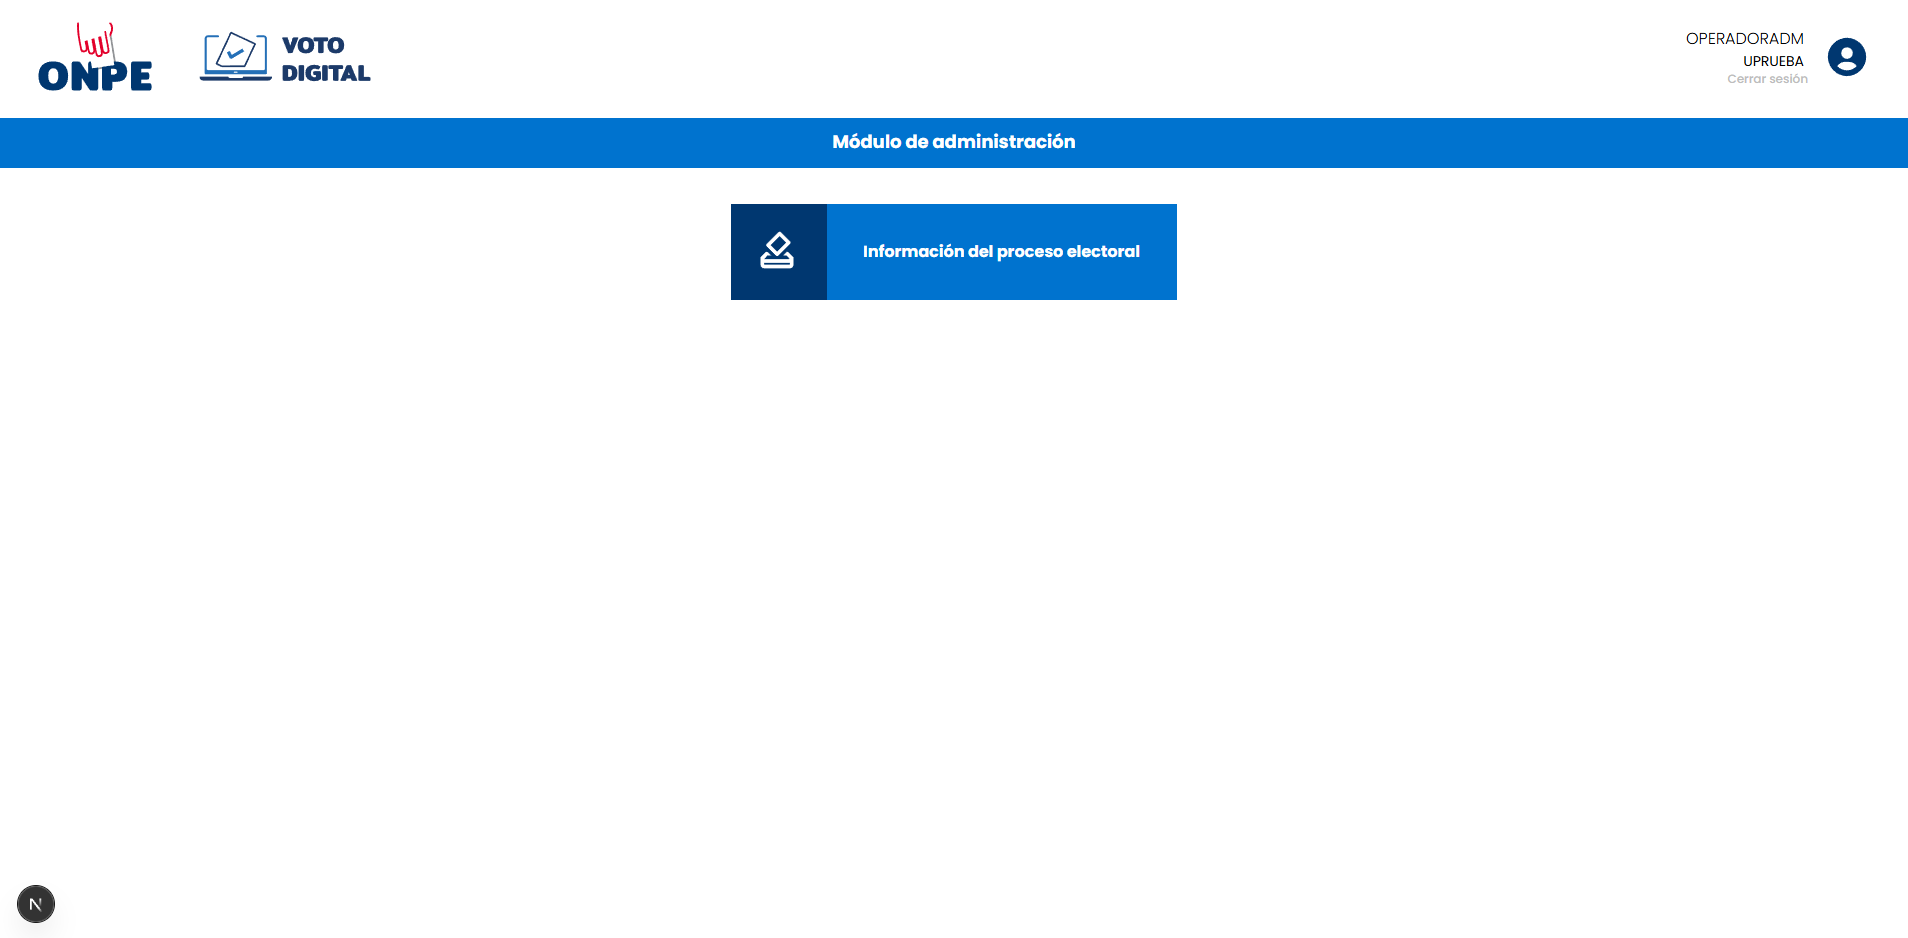 ONPE
VOTO
DIGITAL
OPERADORADM
UPRUEBA
Cerrar sesión
Módulo de administración
Información del proceso electoral
N